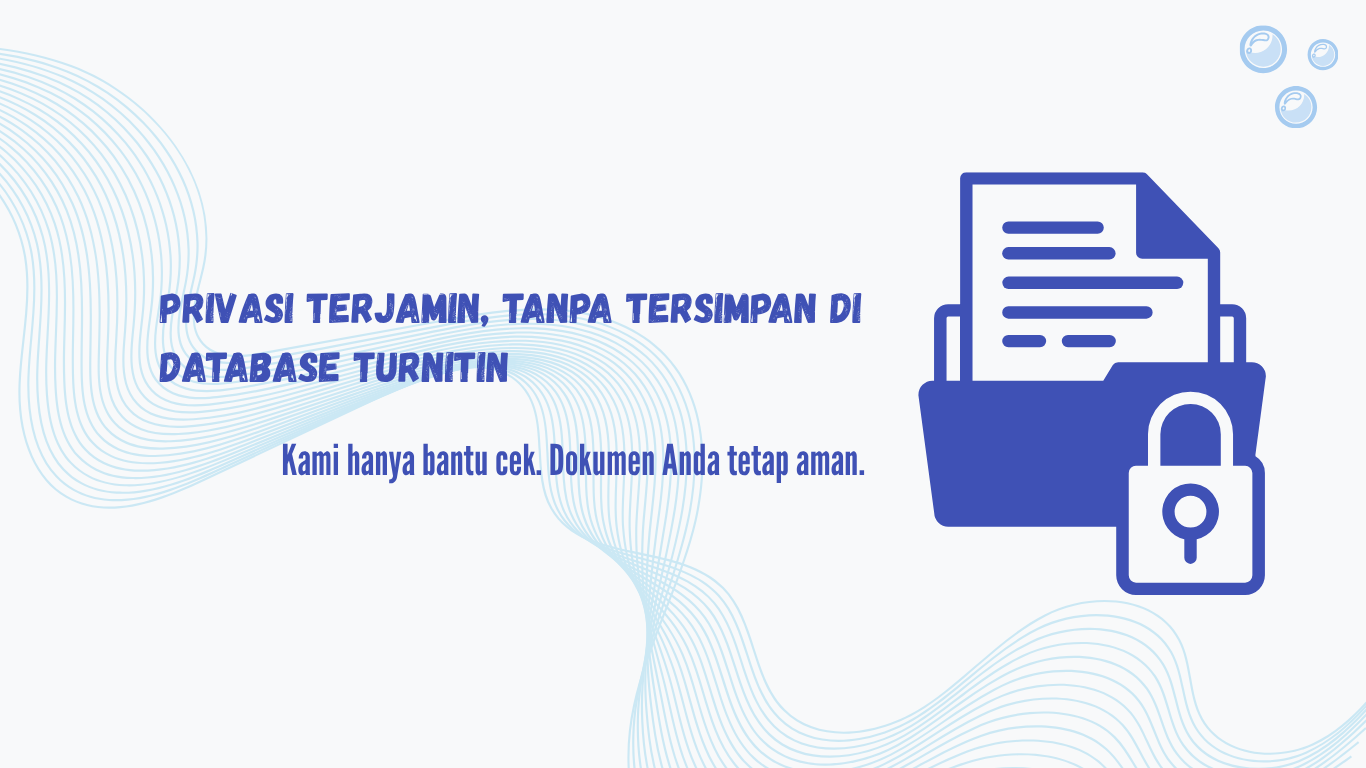 PRIVASI TERJAMIN, TANPA TERSIMPAN DI
DATABASE TURNITIN
Kami hanya bantu cek. Dokumen Anda tetap aman.